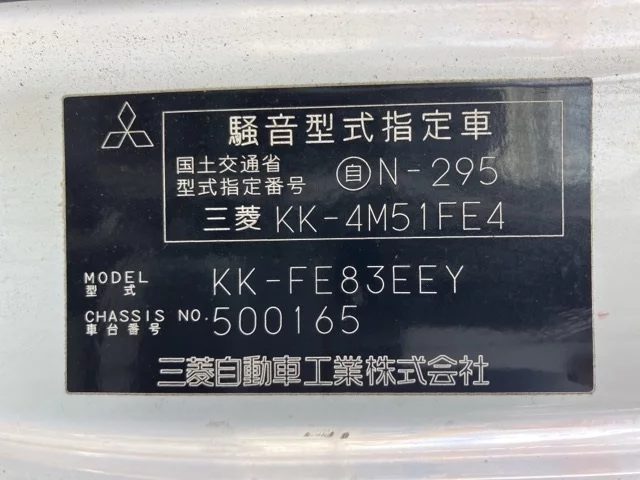 騒音型式指定車
国土交通省
型式指定番号 自N-295
三菱 KK-4M51FE4
MODEL
型式 KK-FE83EEY
CHASSIS NO.
車台番号 500165
三菱自動車工業株式会社